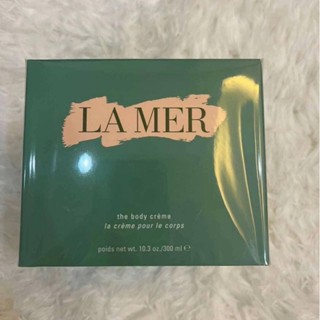 LA MER
the body crème
la crème pour le corps
poids net wt. 10.3 oz./300 ml e*